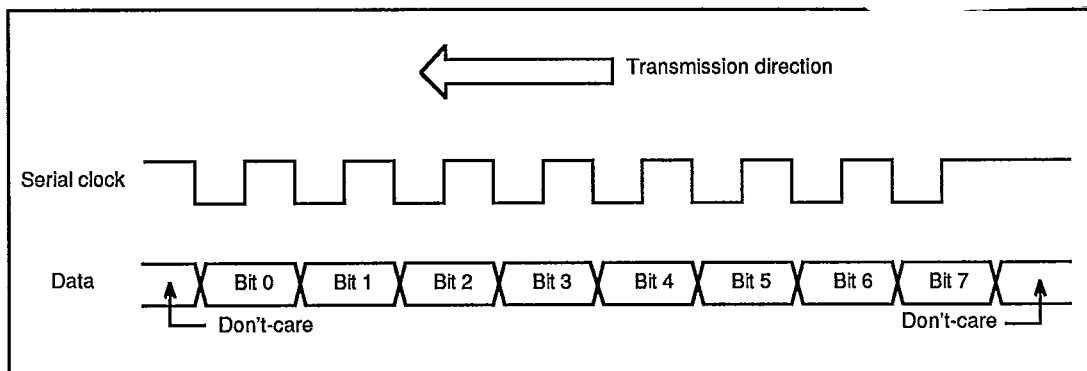 Transmission direction
Serial clock
Data
Bit 0 Bit 1 Bit 2 Bit 3 Bit 4 Bit 5 Bit 6 Bit 7
Don't-care Don't-care